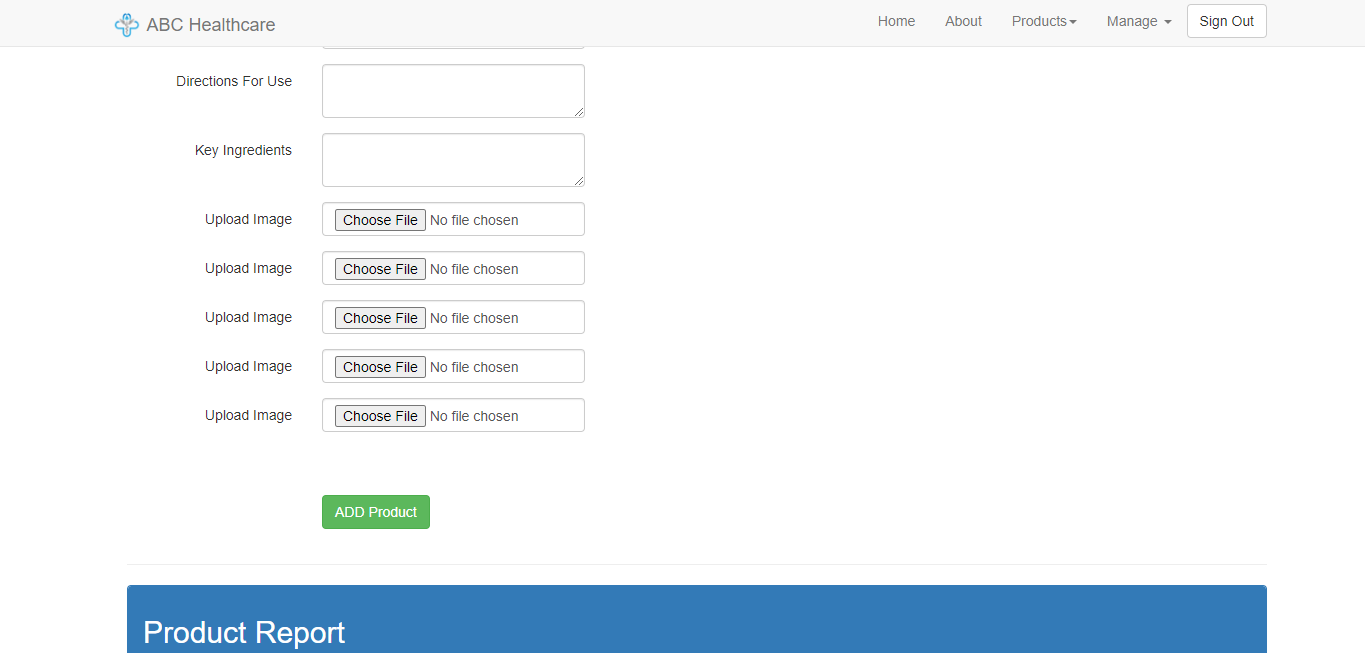 ABC Healthcare Home About Products Manage Sign Out
Directions For Use
Key Ingredients
Upload Image Choose File No file chosen
Upload Image Choose File No file chosen
Upload Image Choose File No file chosen
Upload Image Choose File No file chosen
Upload Image Choose File No file chosen
ADD Product
Product Report